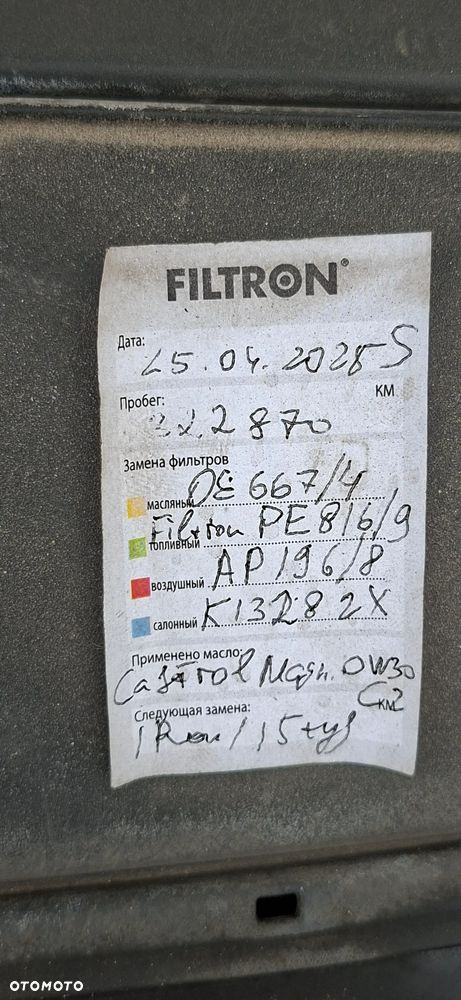 FILTRON®
Дата: 25.04.2025 S
Пробег: 322870 КМ
Замена фильтров
масляный OE 667/4
топливный Filtron PE 816/9
воздушный AP 196/8
салонный K1328 2X
Применено масло:
Castrol Magn. 0W30
C2 КМ
Следующая замена:
1 Rou / 15 tys
OTOMOTO